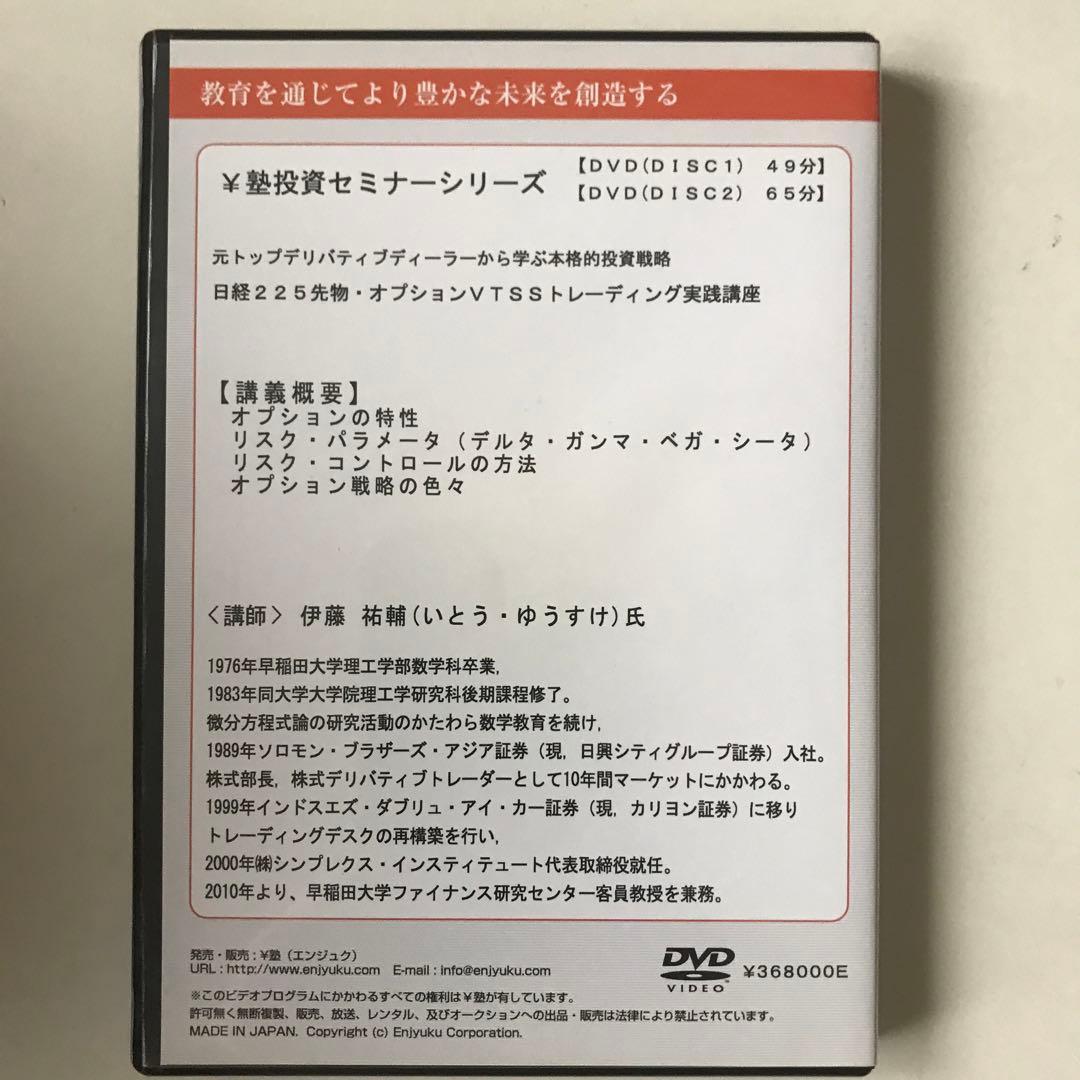 教育を通じてより豊かな未来を創造する
￥塾投資セミナーシリーズ
【ＤＶＤ(ＤＩＳＣ１)　４９分】
【ＤＶＤ(ＤＩＳＣ２)　６５分】
元トップデリバティブディーラーから学ぶ本格的投資戦略
日経２２５先物・オプションＶＴＳＳトレーディング実践講座
【講義概要】
オプションの特性
リスク・パラメータ（デルタ・ガンマ・ベガ・シータ）
リスク・コントロールの方法
オプション戦略の色々
〈講師〉 伊藤 祐輔(いとう・ゆうすけ)氏
1976年早稲田大学理工学部数学科卒業,
1983年同大学大学院理工学研究科後期課程修了。
微分方程式論の研究活動のかたわら数学教育を続け,
1989年ソロモン・ブラザーズ・アジア証券（現, 日興シティグループ証券）入社。
株式部長, 株式デリバティブトレーダーとして10年間マーケットにかかわる。
1999年インドスエズ・ダブリュ・アイ・カー証券（現, カリヨン証券）に移り
トレーディングデスクの再構築を行い,
2000年㈱シンプレクス・インスティテュート代表取締役就任。
2010年より、早稲田大学ファイナンス研究センター客員教授を兼務。
発売・販売：￥塾（エンジュク）
URL : http://www.enjyuku.com E-mail : info@enjyuku.com
DVD
VIDEO
￥368000E
※このビデオプログラムにかかわるすべての権利は￥塾が有しています。
許可無く無断複製、販売、放送、レンタル、及びオークションへの出品・販売は法律により禁止されています。
MADE IN JAPAN. Copyright (c) Enjyuku Corporation.